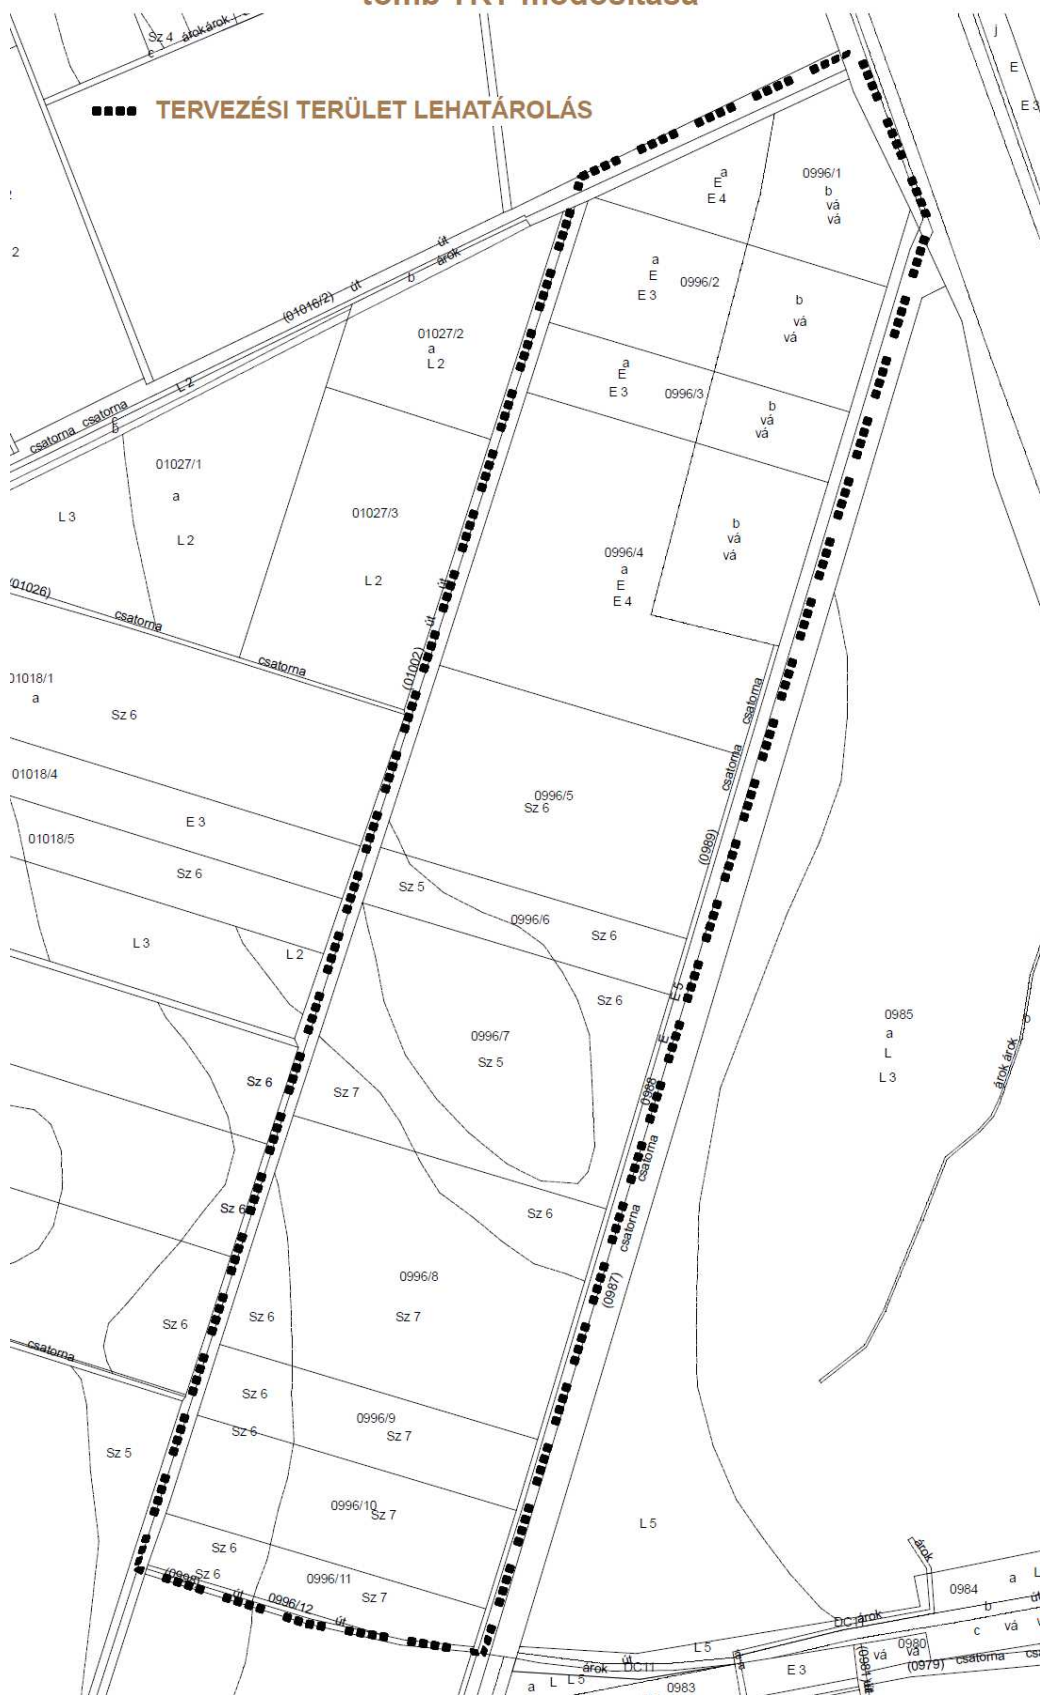 tömb TRT módosítása
Sz 4 árok árok
c
j
E
E 3
TERVEZÉSI TERÜLET LEHATÁROLÁS
a
E
E 4
0996/1
b
vá
vá
2
út
b
árok
(01016/2) út
a
E
E 3
0996/2
b
vá
vá
01027/2
a
L 2
a
E
E 3
0996/3
b
vá
vá
L 2
csatorna csatorna
b
01027/1
a
L 2
L 3
01027/3
L 2
0996/4
a
E
E 4
b
vá
vá
(01026)
csatorna
csatorna
(01002) út út
01018/1
a
Sz 6
csatorna csatorna
01018/4
E 3
0996/5
Sz 6
01018/5
Sz 6
(0989)
Sz 5
0996/6
Sz 6
L 3
L 2
Sz 6
E 5
E
0996/7
Sz 5
0985
a
L
L 3
b
árok árok
Sz 6
Sz 7
0988
csatorna
Sz 6
Sz 6
csatorna
0996/8
(0987)
Sz 6
Sz 6
Sz 7
csatorna
Sz 6
0996/9
Sz 6
Sz 7
Sz 5
0996/10
Sz 7
L 5
Sz 6
Sz 6
0996/11
Sz 7
út
0996/12
út
árok
0984
a
L
b
út
c
vá
DC11 árok
L 5
0980
vá
vá
(0979)
csatorna
(0981)
út
árok DC11
E 3
a
L
L 5
0983